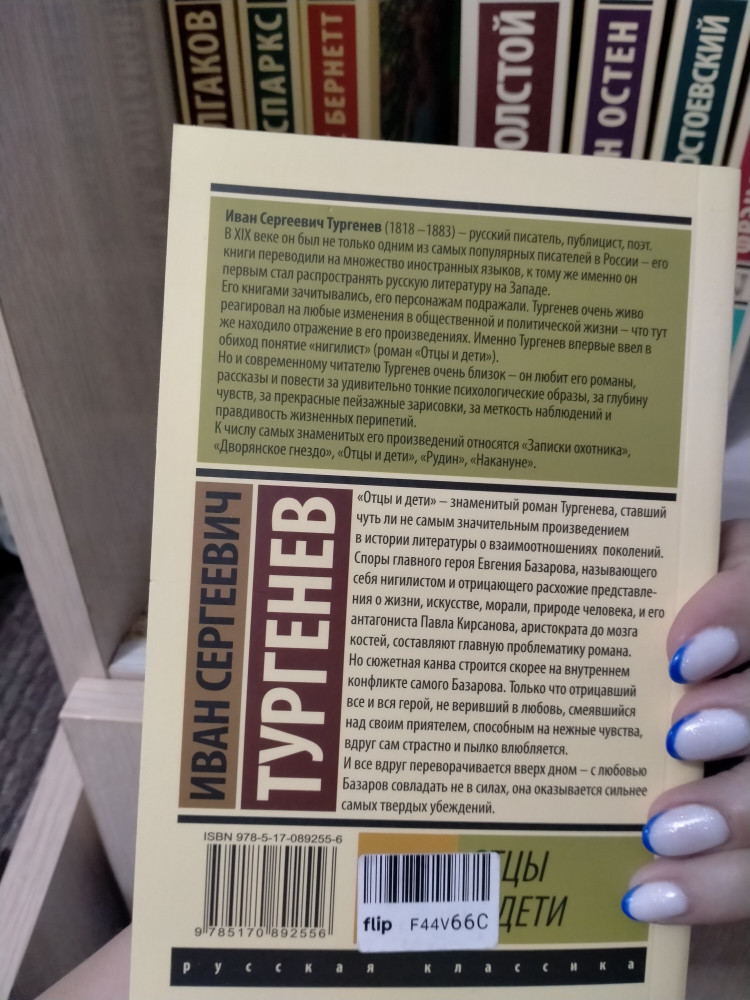 ЛГАКОВ
СПАРКС
БЕРНЕТТ
ОЛСТОЙ
Н ОСТЕН
ОСТОЕВСКИЙ
Иван Сергеевич Тургенев (1818 –1883) – русский писатель, публицист, поэт.
В XIX веке он был не только одним из самых популярных писателей в России – его
книги переводили на множество иностранных языков, к тому же именно он
первым стал распространять русскую литературу на Западе.
Его книгами зачитывались, его персонажам подражали. Тургенев очень живо
реагировал на любые изменения в общественной и политической жизни – что тут
же находило отражение в его произведениях. Именно Тургенев впервые ввел в
обиход понятие «нигилист» (роман «Отцы и дети»).
Но и современному читателю Тургенев очень близок – он любит его романы,
рассказы и повести за удивительно тонкие психологические образы, за глубину
чувств, за прекрасные пейзажные зарисовки, за меткость наблюдений и
правдивость жизненных перипетий.
К числу самых знаменитых его произведений относятся «Записки охотника»,
«Дворянское гнездо», «Отцы и дети», «Рудин», «Накануне».
ИВАН СЕРГЕЕВИЧ
ТУРГЕНЕВ
«Отцы и дети» – знаменитый роман Тургенева, ставший
чуть ли не самым значительным произведением
в истории литературы о взаимоотношениях поколений.
Споры главного героя Евгения Базарова, называющего
себя нигилистом и отрицающего расхожие представле-
ния о жизни, искусстве, морали, природе человека, и его
антагониста Павла Кирсанова, аристократа до мозга
костей, составляют главную проблематику романа.
Но сюжетная канва строится скорее на внутреннем
конфликте самого Базарова. Только что отрицавший
все и вся герой, не веривший в любовь, смеявшийся
над своим приятелем, способным на нежные чувства,
вдруг сам страстно и пылко влюбляется.
И все вдруг переворачивается вверх дном – с любовью
Базаров совладать не в силах, она оказывается сильнее
самых твердых убеждений.
ISBN 978-5-17-089255-6
9 785170 892556
flip F44V66C
ОТЦЫ
ДЕТИ
русская классика